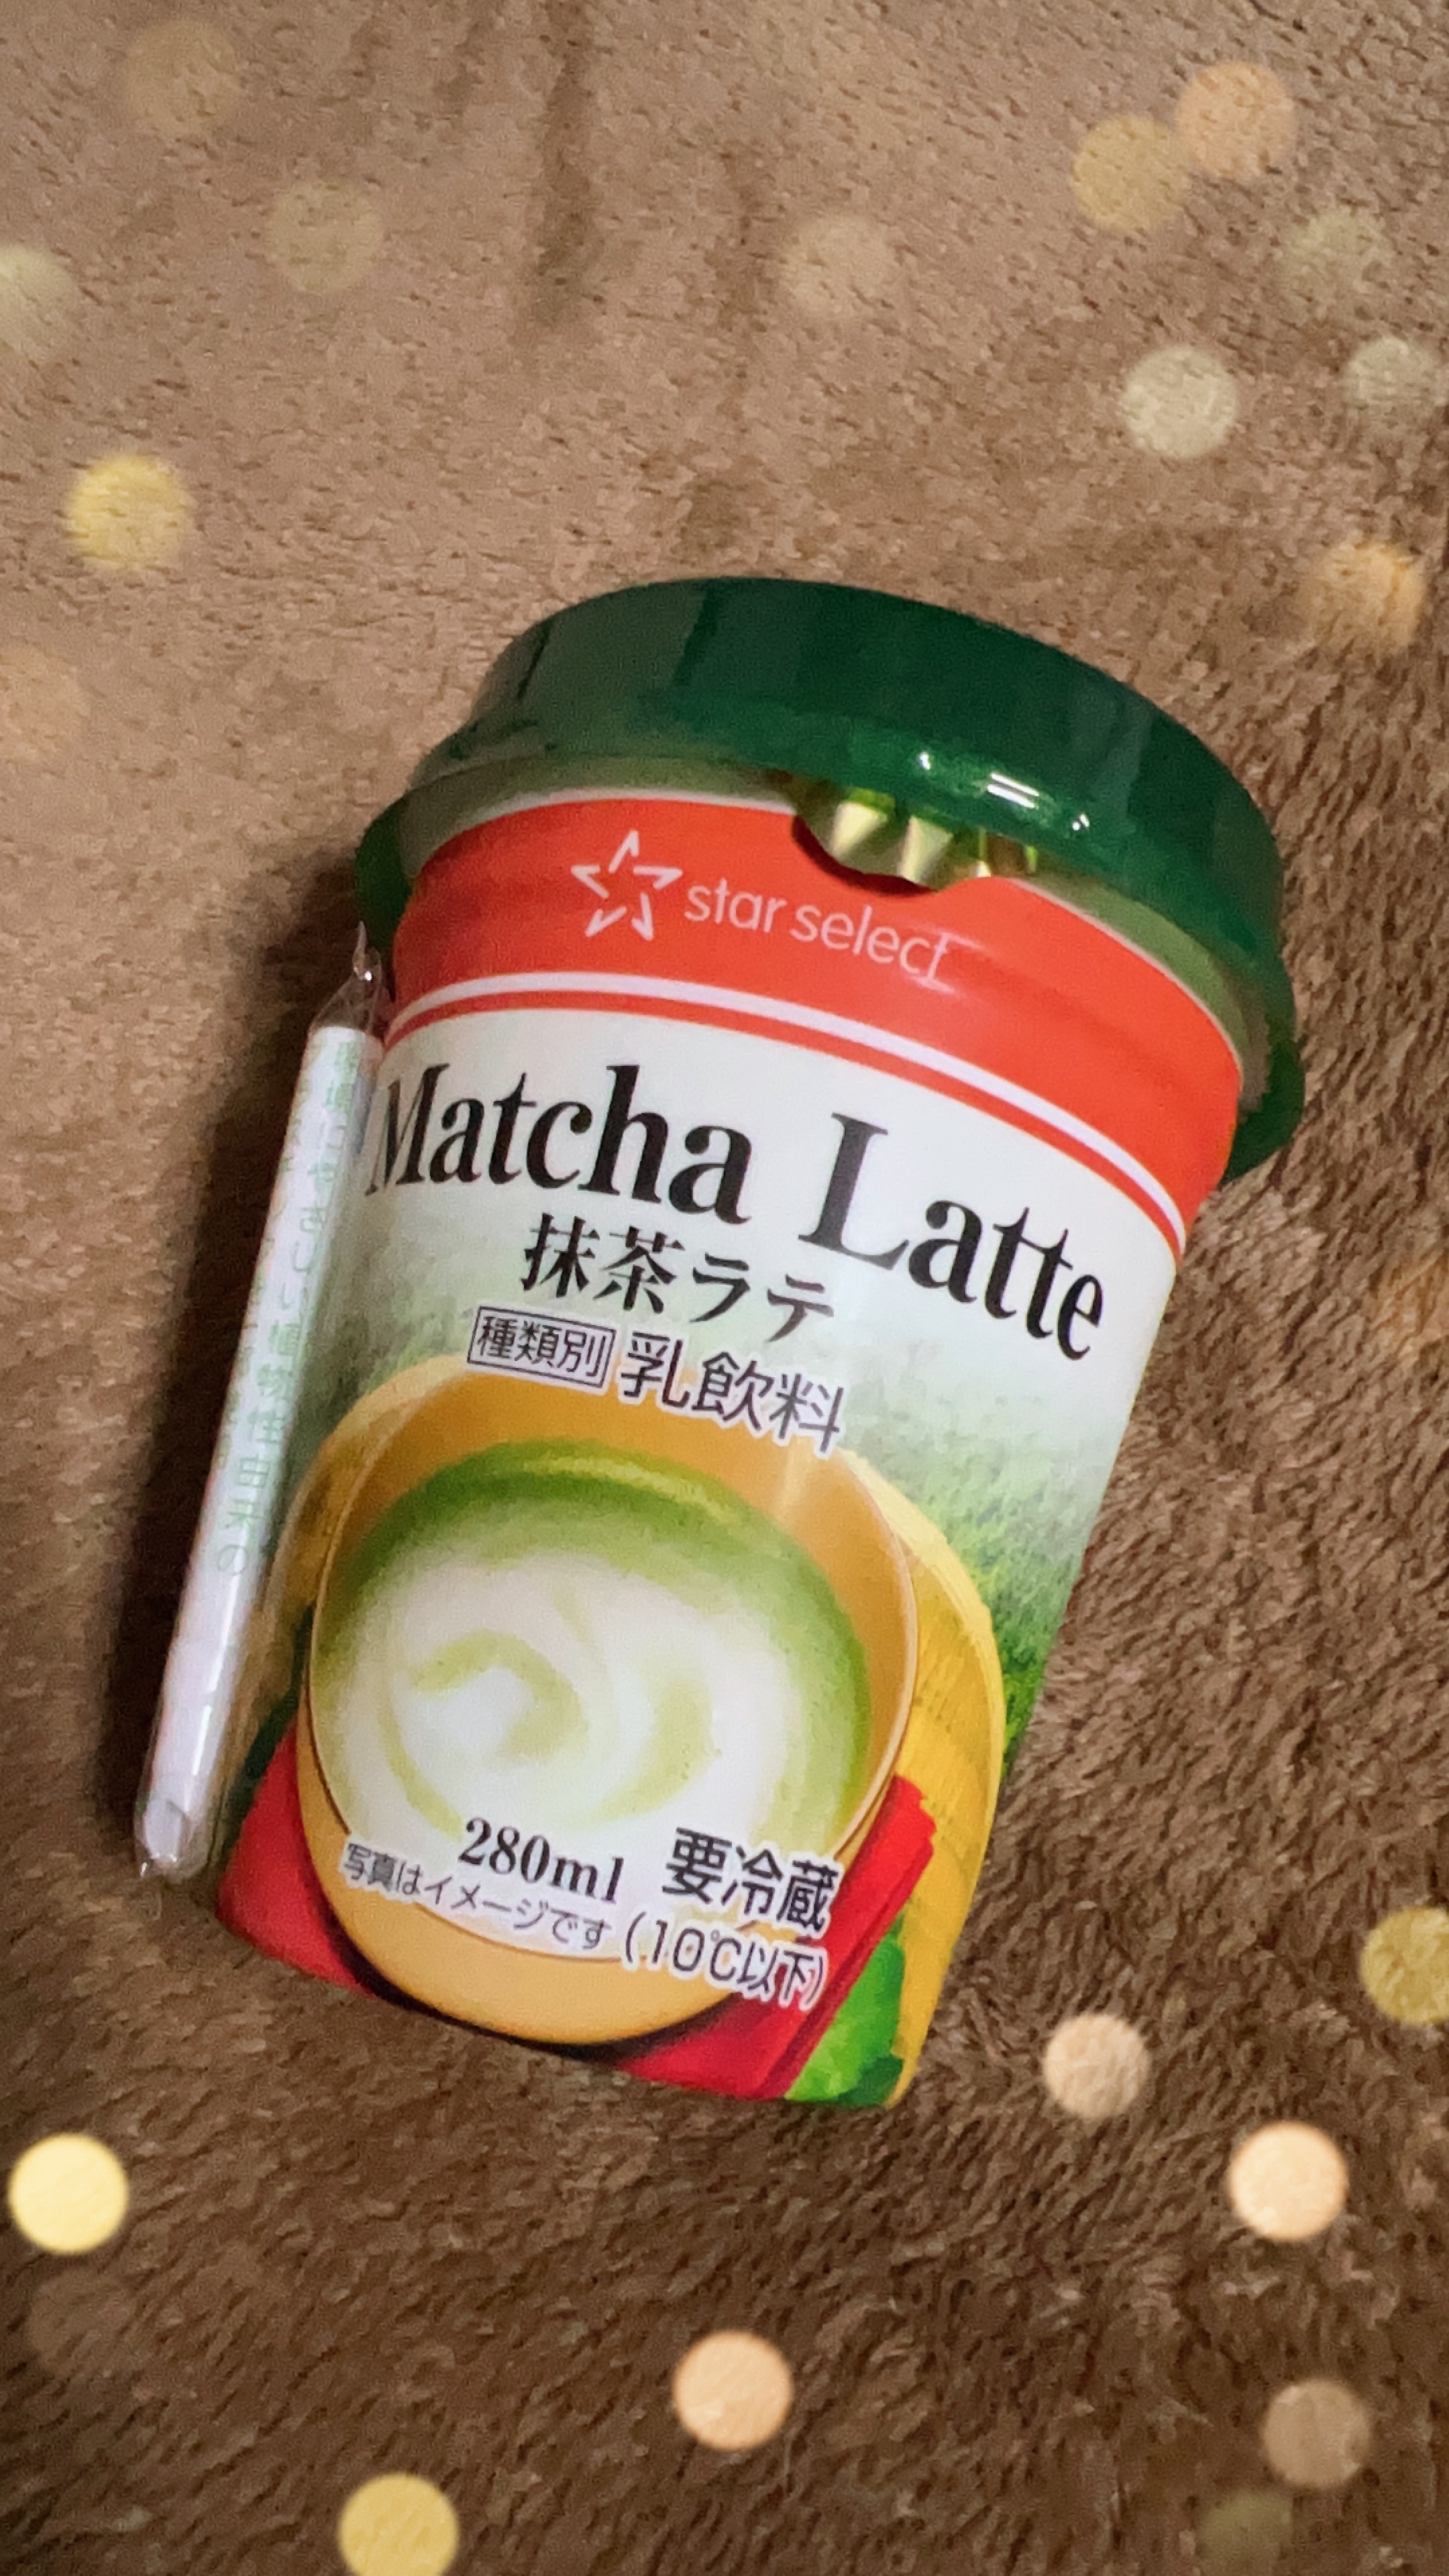 star select
Matcha Latte
抹茶ラテ
種類別 乳飲料
280ml 要冷蔵
写真はイメージです (10℃以下)